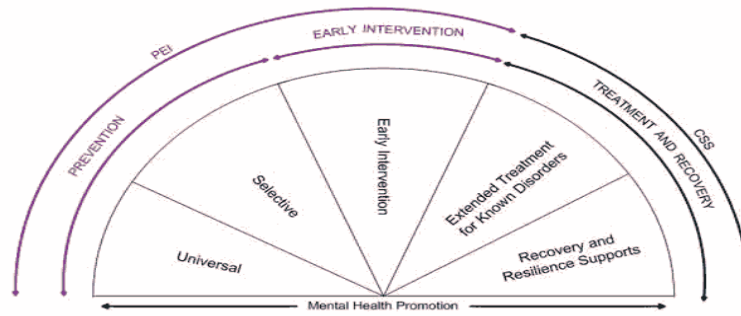 PEI
EARLY INTERVENTION
PREVENTION
TREATMENT AND RECOVERY
CSS
Universal
Selective
Early Intervention
Extended Treatment
for Known Disorders
Recovery and
Resilience Supports
Mental Health Promotion